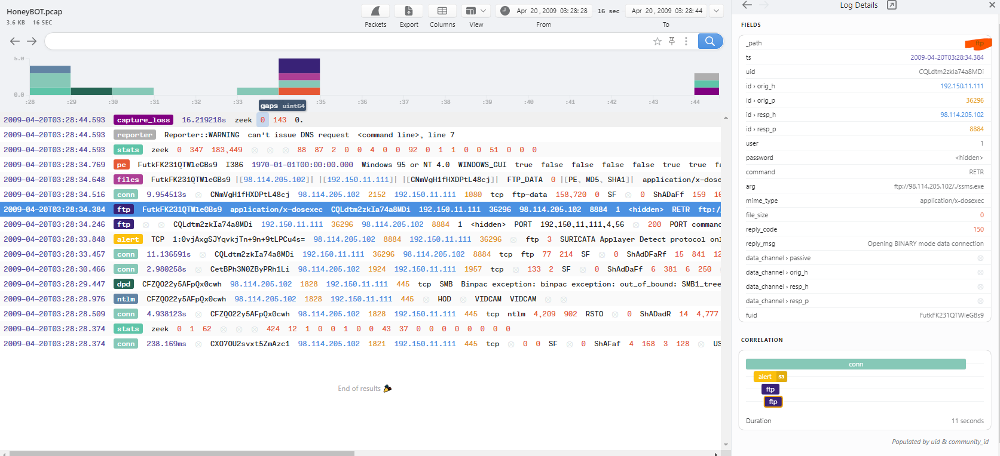 HoneyBOT.pcap
3.6 KB 16 SEC
Packets
Export
Columns
View
Apr 20 , 2009 03: 28: 28
From
16 sec
Apr 20 , 2009 03: 28: 44
To
5.0
0.0
:28 :29 :30 :31 :32 :33 :35 :36 :37 :38 :39 :40 :41 :42 :43 :44
gaps uint64
2009-04-20T03:28:44.593 capture_loss 16.219218s zeek 0 143 0.
2009-04-20T03:28:44.593 reporter Reporter::WARNING can't issue DNS request <command line>, line 7
2009-04-20T03:28:44.593 stats zeek 0 347 183,449 ⊗ ⊗ ⊗ 88 87 2 0 0 4 0 0 92 0 1 1 0 0 51 0 0 0
2009-04-20T03:28:34.769 pe FutkFK231QTWleGBs9 I386 1970-01-01T00:00:00.000 Windows 95 or NT 4.0 WINDOWS_GUI true false false false false true true fa
2009-04-20T03:28:34.648 files FutkFK231QTWleGBs9 |[98.114.205.102]| |[192.150.11.111]| |[CNmVgH1fHXDPtL48cj]| FTP_DATA 0 |[PE, MD5, SHA1]| application/x-dose
2009-04-20T03:28:34.516 conn 9.954513s ⊗ CNmVgH1fHXDPtL48cj 98.114.205.102 2152 192.150.11.111 1080 tcp ftp-data 158,720 0 SF ⊗ 0 ShADaFf 159 16
2009-04-20T03:28:34.384 ftp FutkFK231QTWleGBs9 application/x-dosexec CQLdtm2zkIa74a8MDi 192.150.11.111 36296 98.114.205.102 8884 1 <hidden> RETR ftp:/
2009-04-20T03:28:34.246 ftp ⊗ ⊗ CQLdtm2zkIa74a8MDi 192.150.11.111 36296 98.114.205.102 8884 1 <hidden> PORT 192,150,11,111,4,56 ⊗ 200 PORT comman
2009-04-20T03:28:33.848 alert TCP 1:0vjAxgSJYqvkjTn+9n+9tLPCu4s= 98.114.205.102 8884 192.150.11.111 36296 ⊗ ftp 3 SURICATA Applayer Detect protocol onl
2009-04-20T03:28:33.457 conn 11.136591s ⊗ CQLdtm2zkIa74a8MDi 192.150.11.111 36296 98.114.205.102 8884 tcp ftp 77 214 SF ⊗ 0 ShAdDFaRf 15 841 12
2009-04-20T03:28:30.466 conn 2.980258s ⊗ CetBPh3N0ZByPRh1Li 98.114.205.102 1924 192.150.11.111 1957 tcp ⊗ 133 2 SF ⊗ 0 ShAdDaFf 6 381 6 250
2009-04-20T03:28:29.447 dpd CFZQO22y5AFpQx0cwh 98.114.205.102 1828 192.150.11.111 445 tcp SMB Binpac exception: binpac exception: out_of_bound: SMB1_tree
2009-04-20T03:28:28.976 ntlm CFZQO22y5AFpQx0cwh 98.114.205.102 1828 192.150.11.111 445 ⊗ HOD ⊗ VIDCAM VIDCAM ⊗ ⊗
2009-04-20T03:28:28.509 conn 4.938123s ⊗ CFZQO22y5AFpQx0cwh 98.114.205.102 1828 192.150.11.111 445 tcp ntlm 4,209 902 RSTO ⊗ 0 ShADadR 14 4,777
2009-04-20T03:28:28.374 stats zeek 0 1 62 ⊗ ⊗ ⊗ 424 12 1 0 0 1 0 0 43 37 0 0 0 0 0 0 0 0
2009-04-20T03:28:28.374 conn 238.169ms ⊗ CXO7OU2svxt5ZmAzc1 98.114.205.102 1821 192.150.11.111 445 tcp ⊗ 0 0 SF ⊗ 0 ShAFaf 4 168 3 128 ⊗ US
End of results
Log Details
FIELDS
_path ftp
ts 2009-04-20T03:28:34.384
uid CQLdtm2zkIa74a8MDi
id › orig_h 192.150.11.111
id › orig_p 36296
id › resp_h 98.114.205.102
id › resp_p 8884
user 1
password <hidden>
command RETR
arg ftp://98.114.205.102/./ssms.exe
mime_type application/x-dosexec
file_size 0
reply_code 150
reply_msg Opening BINARY mode data connection
data_channel › passive ⊗
data_channel › orig_h ⊗
data_channel › resp_h ⊗
data_channel › resp_p ⊗
fuid FutkFK231QTWleGBs9
CORRELATION
conn
alert S3
ftp
ftp
Duration 11 seconds
Populated by uid & community_id